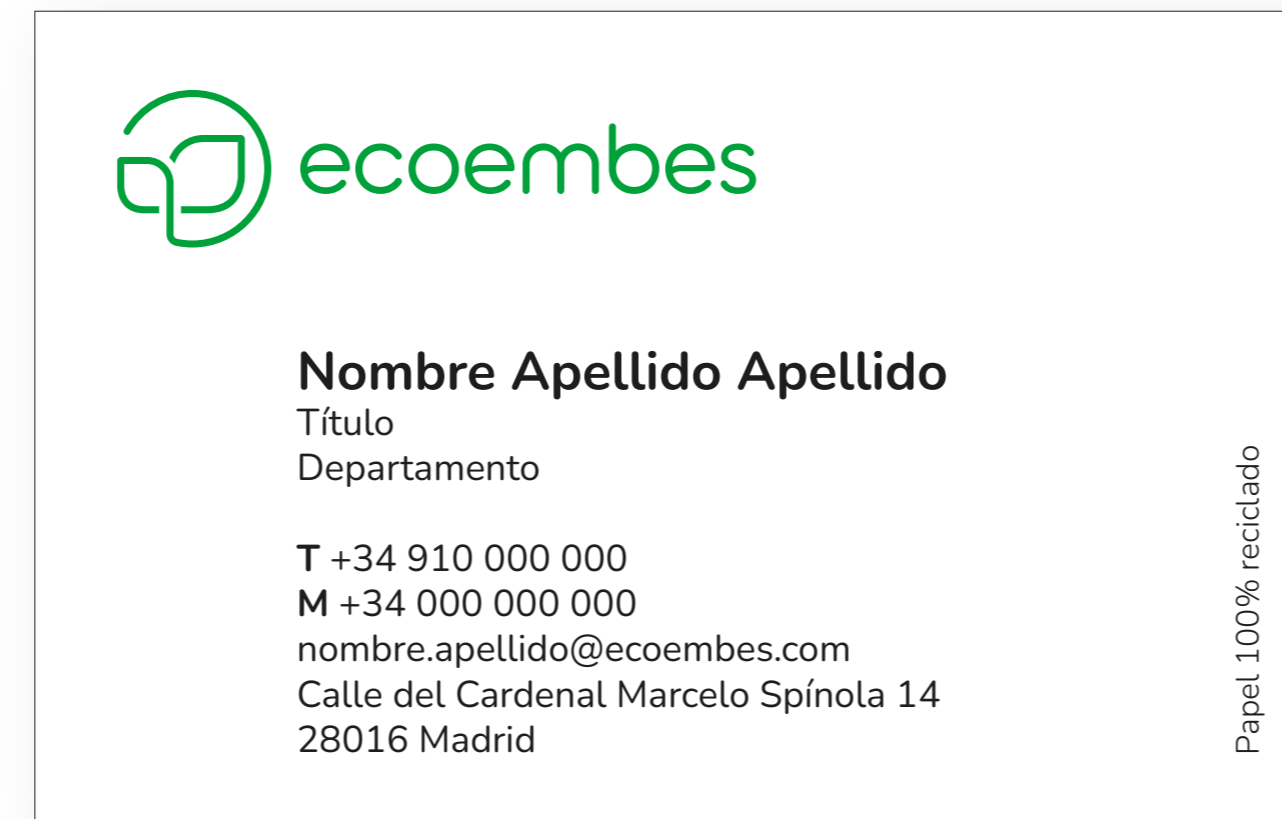 ecoembes
Nombre Apellido Apellido
Título
Departamento
T +34 910 000 000
M +34 000 000 000
nombre.apellido@ecoembes.com
Calle del Cardenal Marcelo Spínola 14
28016 Madrid
Papel 100% reciclado